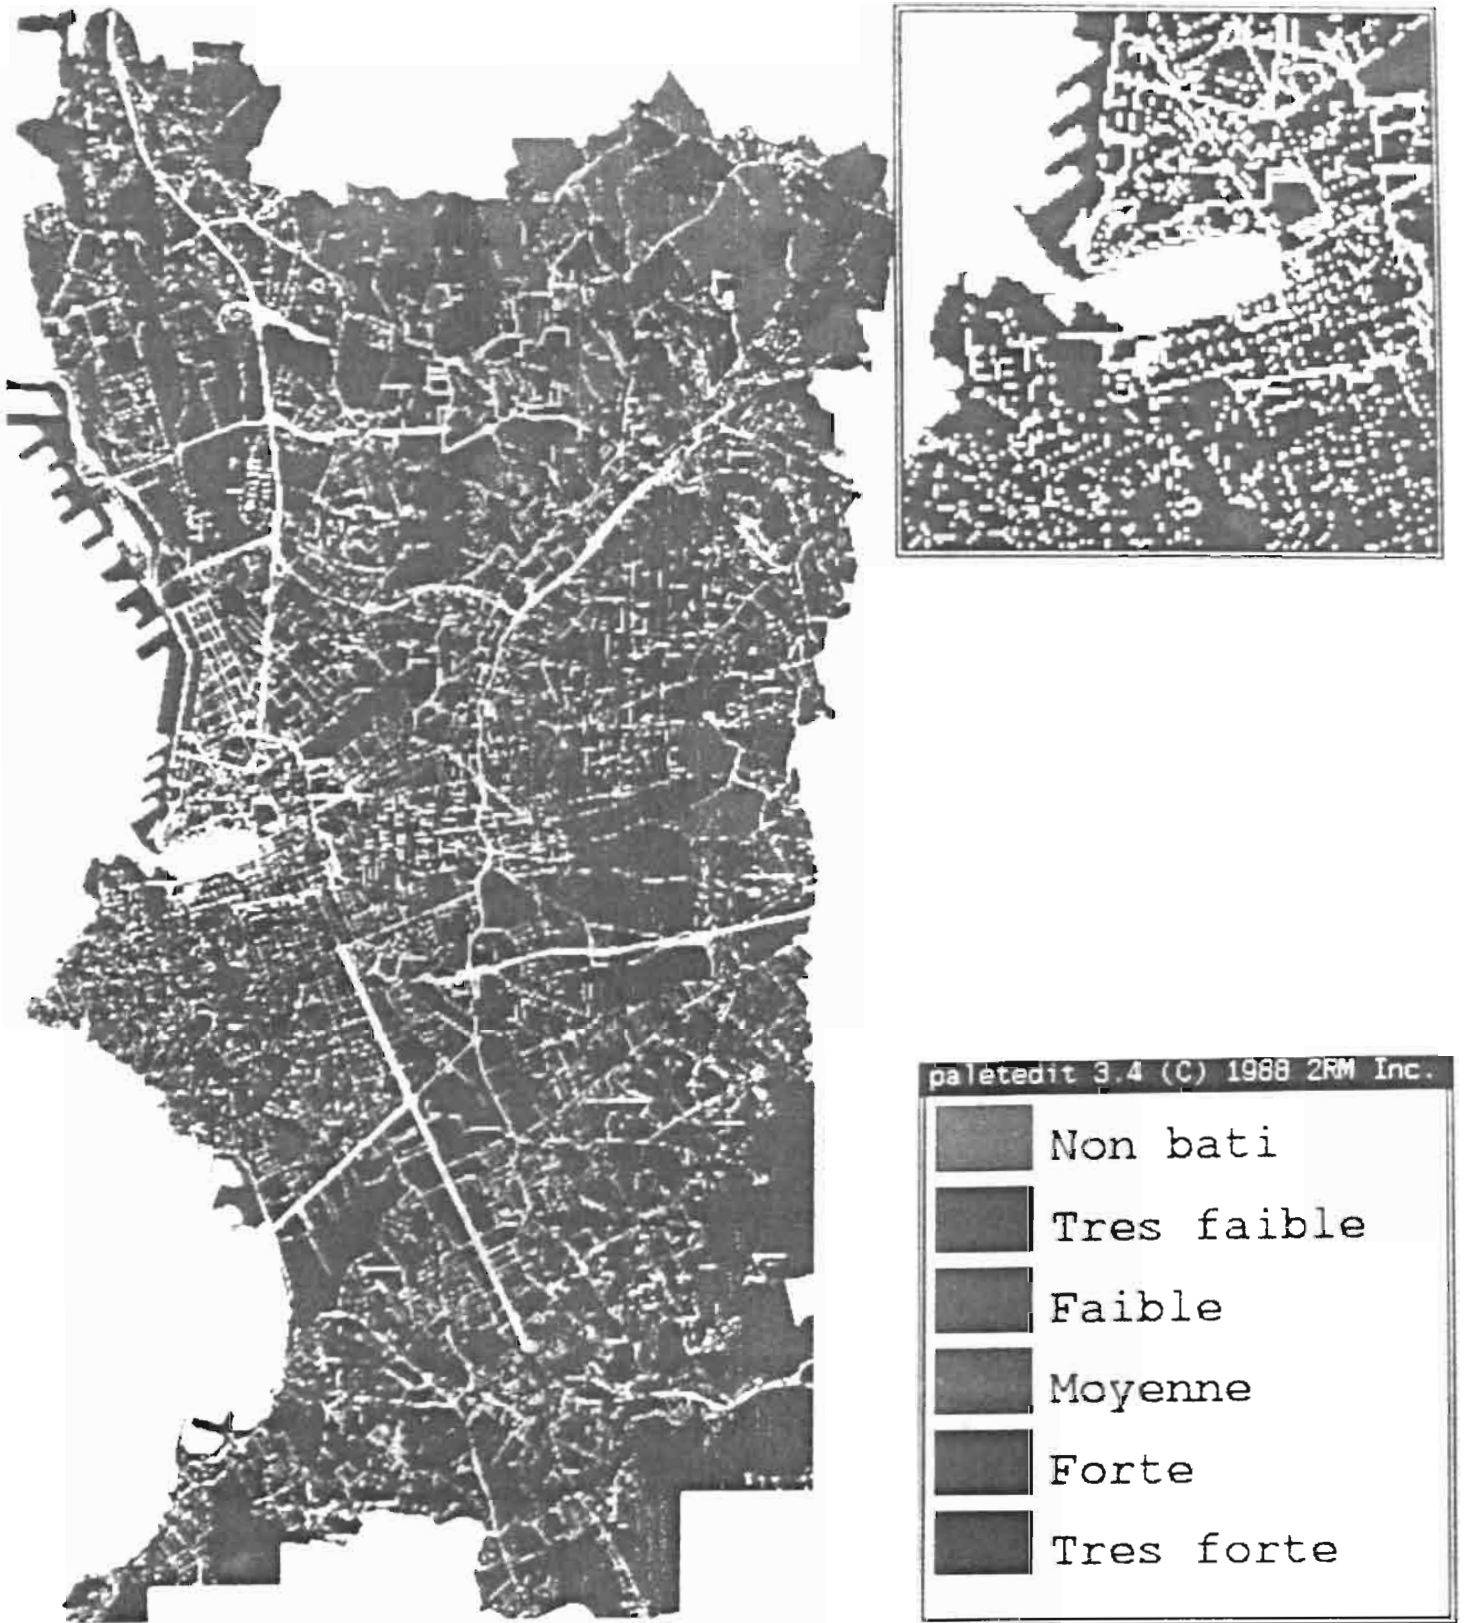 paletedit 3.4 (C) 1988 2RM Inc.
Non bati
Tres faible
Faible
Moyenne
Forte
Tres forte